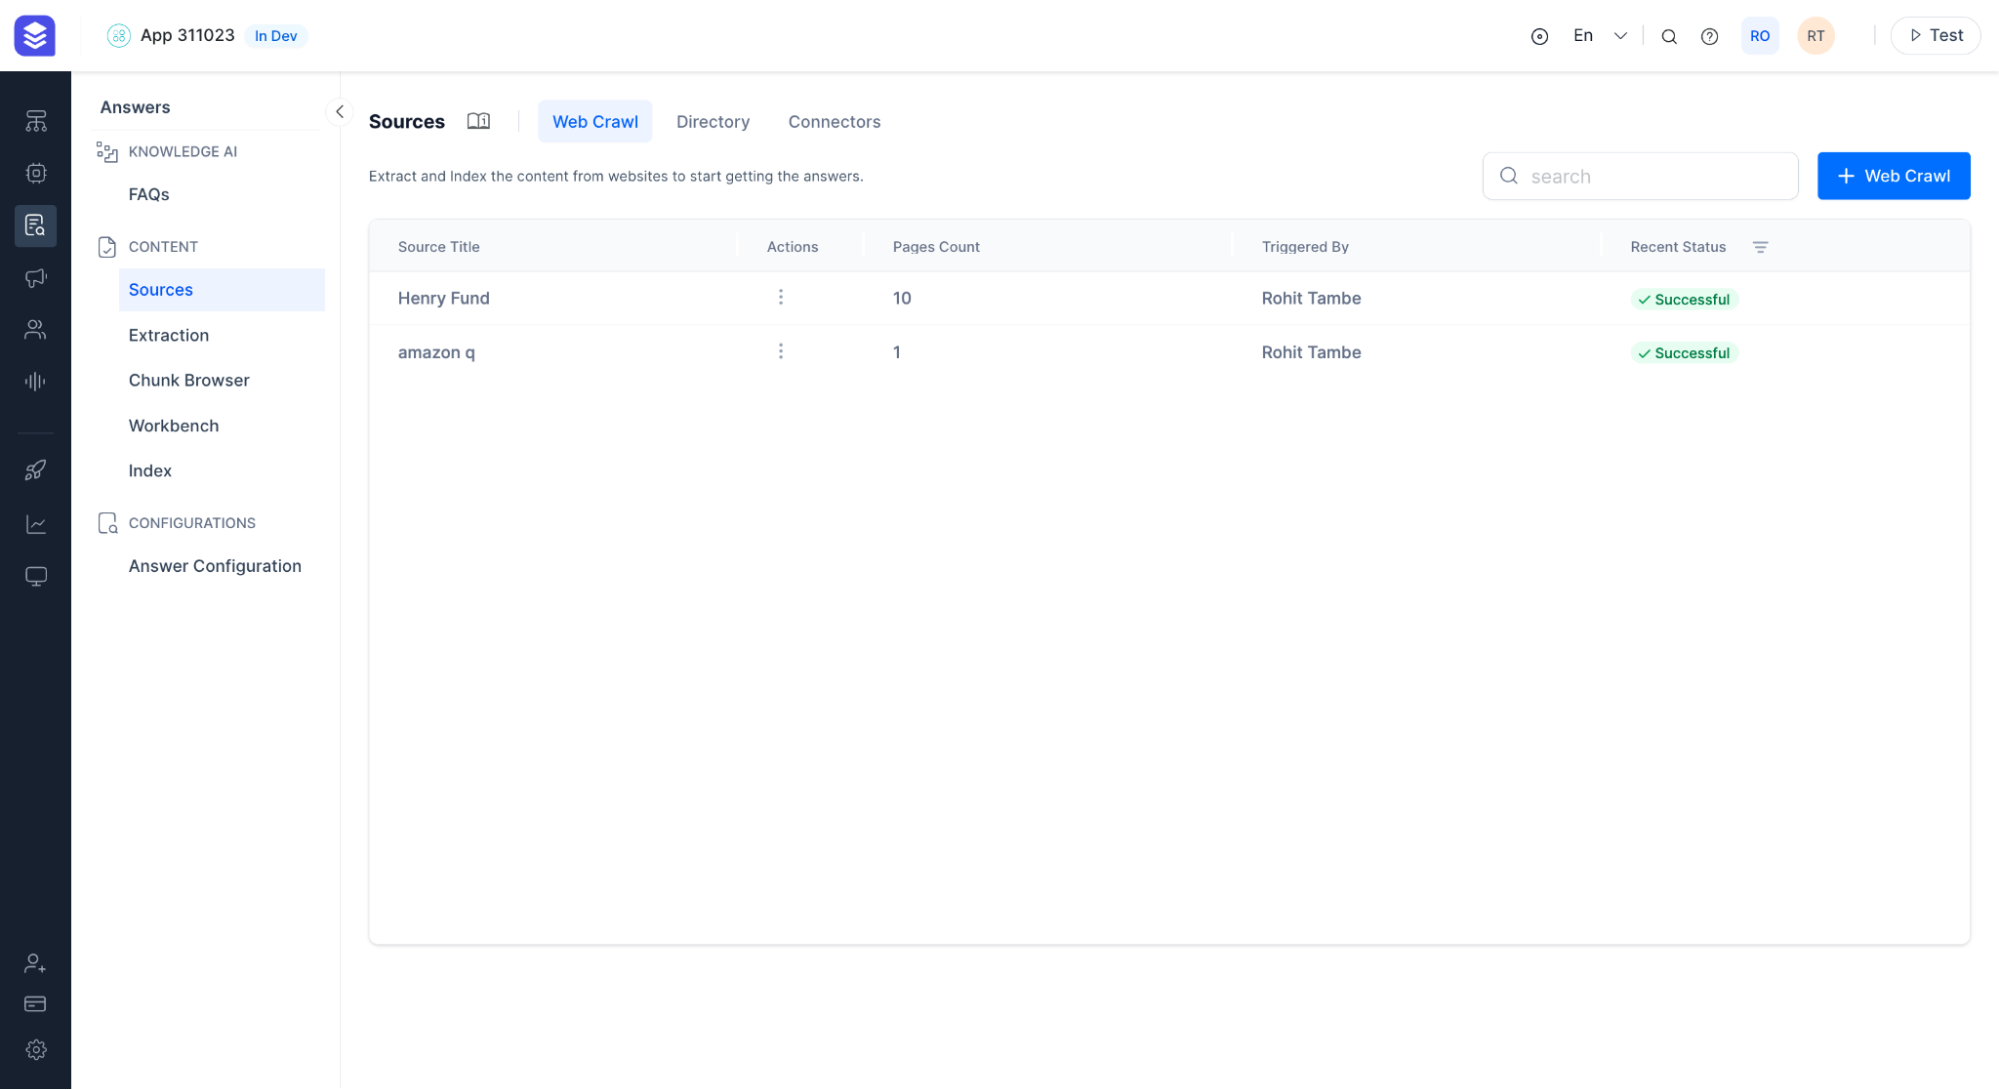 App 311023 In Dev
En RO RT Test
Answers
KNOWLEDGE AI
FAQs
CONTENT
Sources
Extraction
Chunk Browser
Workbench
Index
CONFIGURATIONS
Answer Configuration
Sources Web Crawl Directory Connectors
Extract and Index the content from websites to start getting the answers.
search
Web Crawl
Source Title Actions Pages Count Triggered By Recent Status
Henry Fund 10 Rohit Tambe Successful
amazon q 1 Rohit Tambe Successful